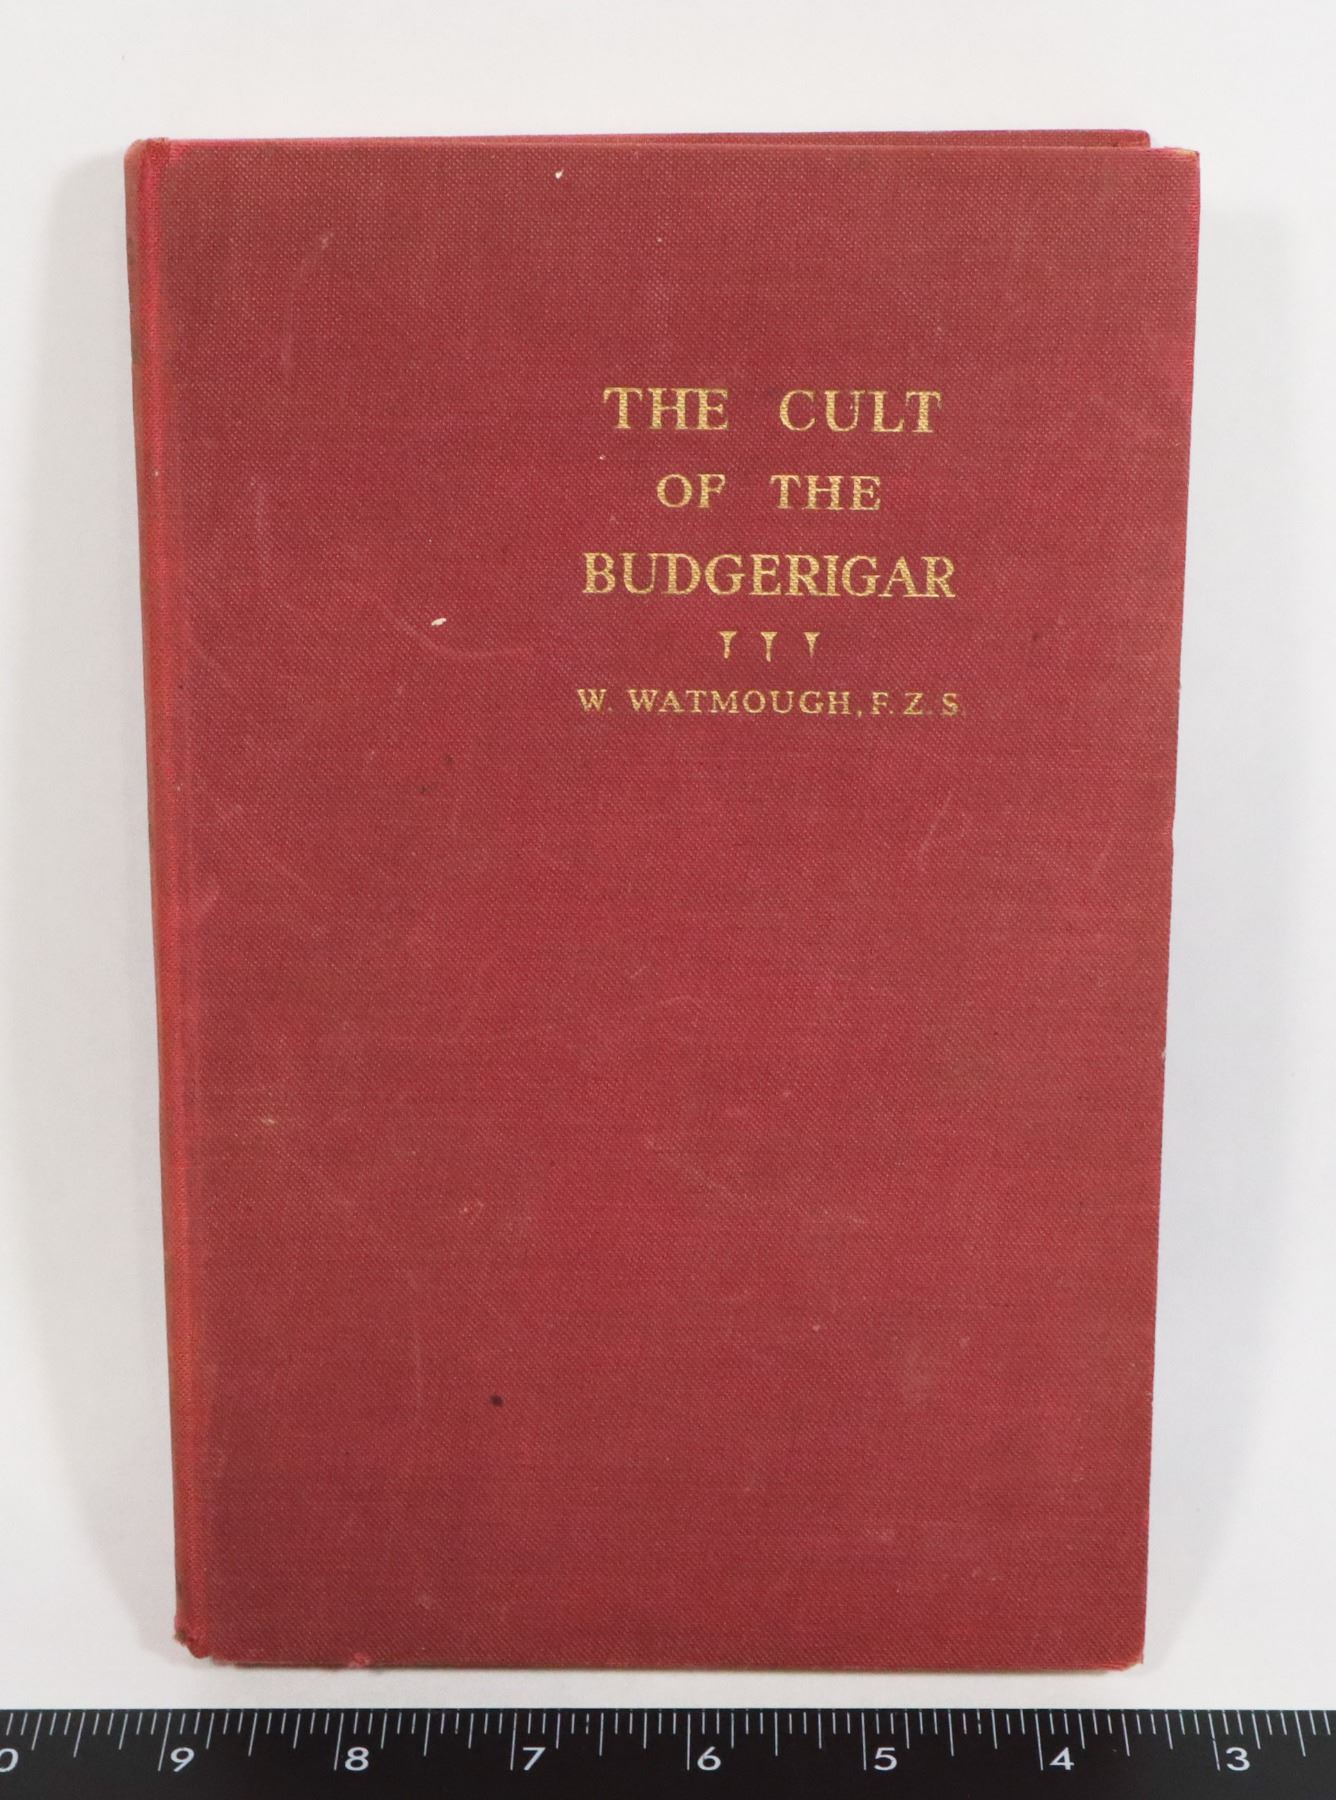 THE CULT
OF THE
BUDGERIGAR
W. WATMOUGH, F. Z. S.
0 9 8 7 6 5 4 3